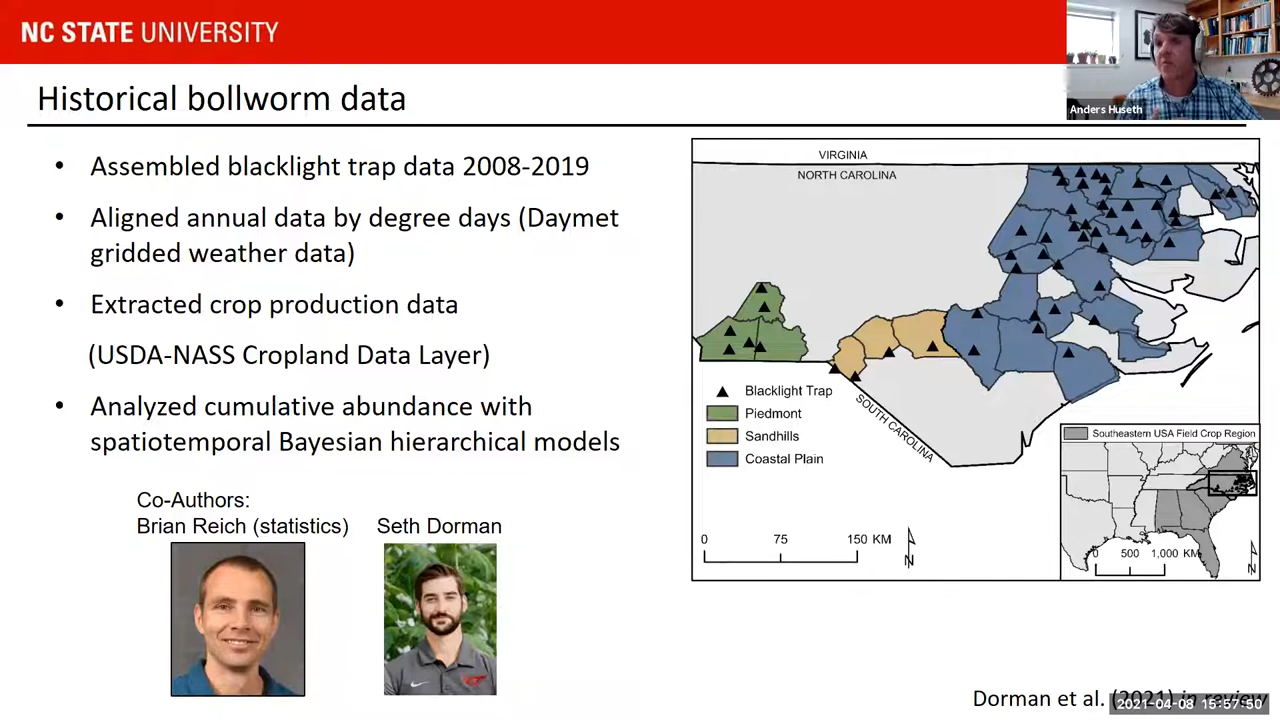 NC STATE UNIVERSITY
Anders Huseth
Historical bollworm data
• Assembled blacklight trap data 2008-2019
• Aligned annual data by degree days (Daymet
gridded weather data)
• Extracted crop production data
(USDA-NASS Cropland Data Layer)
• Analyzed cumulative abundance with
spatiotemporal Bayesian hierarchical models
Co-Authors:
Brian Reich (statistics)
Seth Dorman
VIRGINIA
NORTH CAROLINA
SOUTH CAROLINA
Blacklight Trap
Piedmont
Sandhills
Coastal Plain
0 75 150 KM
N
Southeastern USA Field Crop Region
0 500 1,000 KM
N
Dorman et al. (2021) in review
2021-04-08 15:57:50